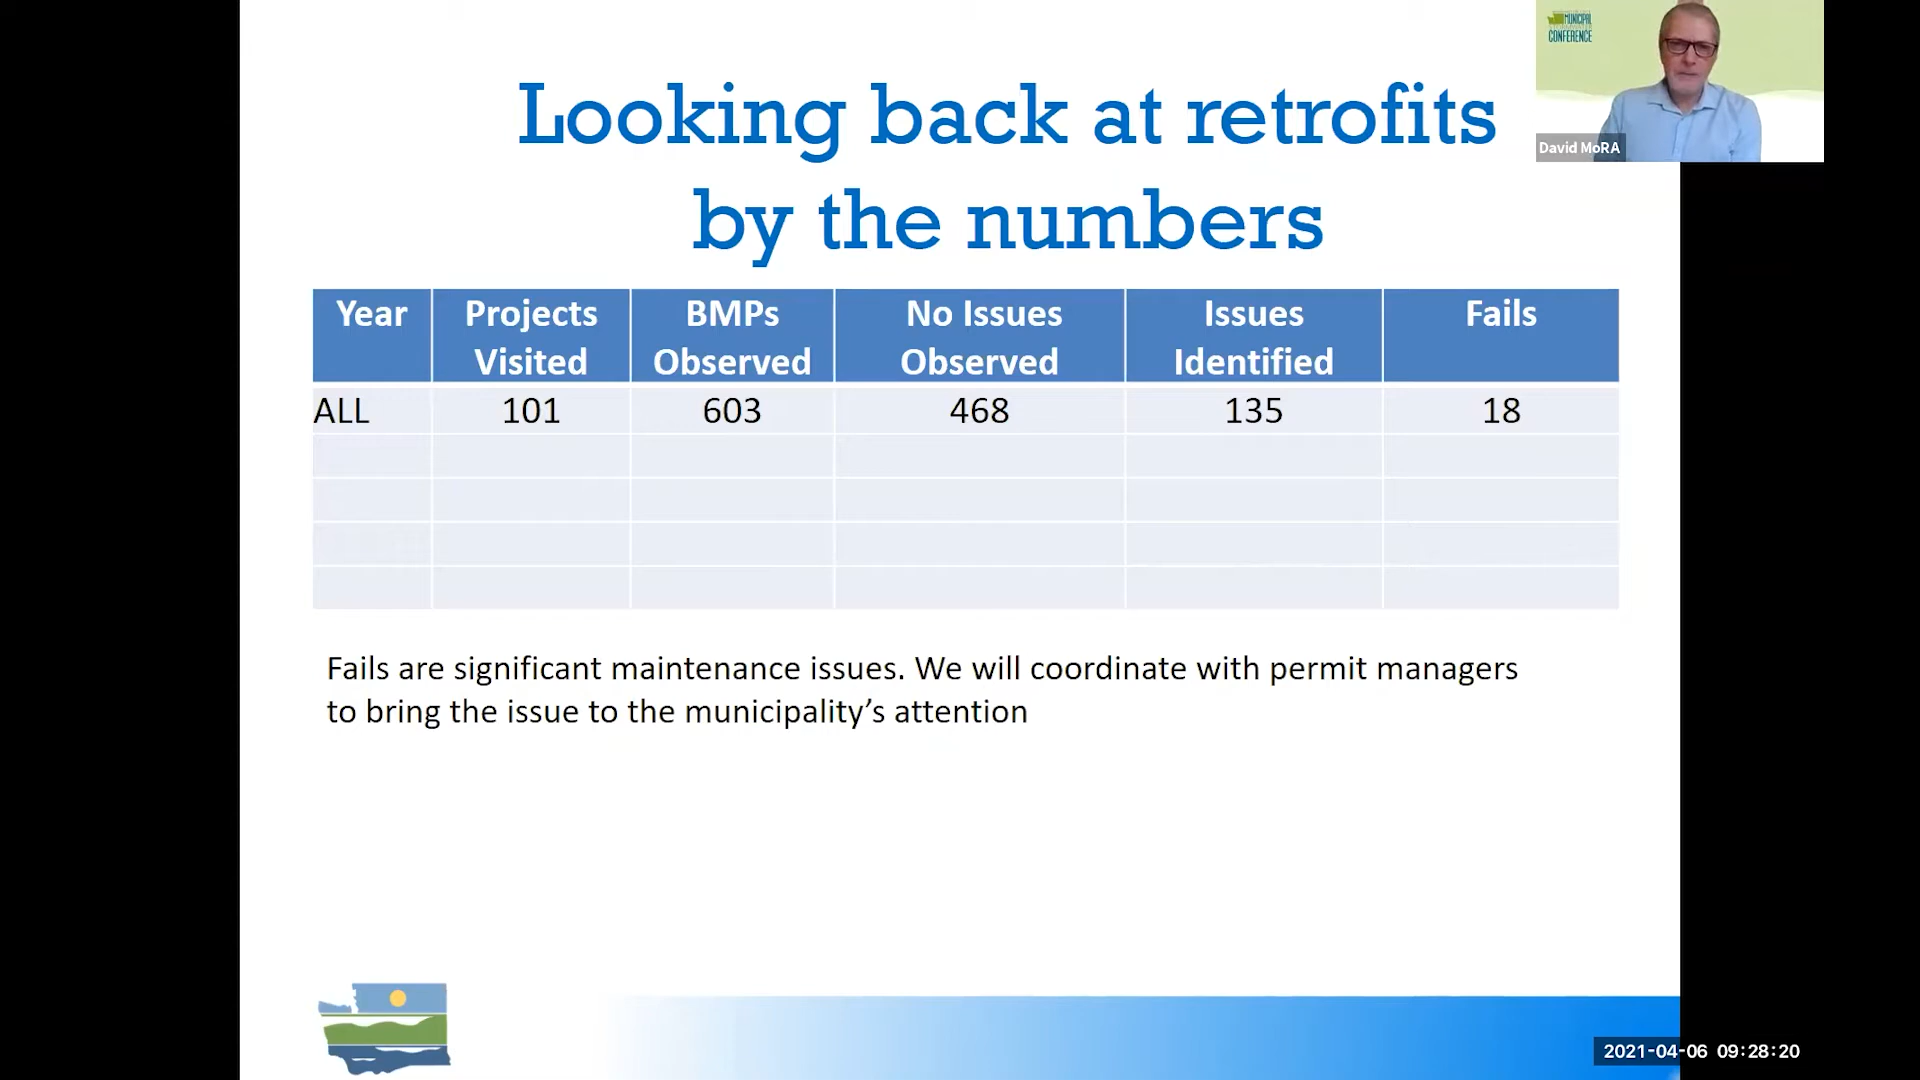 Looking back at retrofits
by the numbers
MUNICIPAL
CONFERENCE
David MoRA
Year Projects Visited BMPs Observed No Issues Observed Issues Identified Fails
ALL 101 603 468 135 18
Fails are significant maintenance issues. We will coordinate with permit managers
to bring the issue to the municipality’s attention
2021-04-06 09:28:20